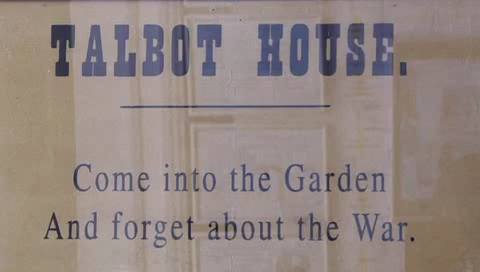 TALBOT HOUSE.
Come into the Garden
And forget about the War.